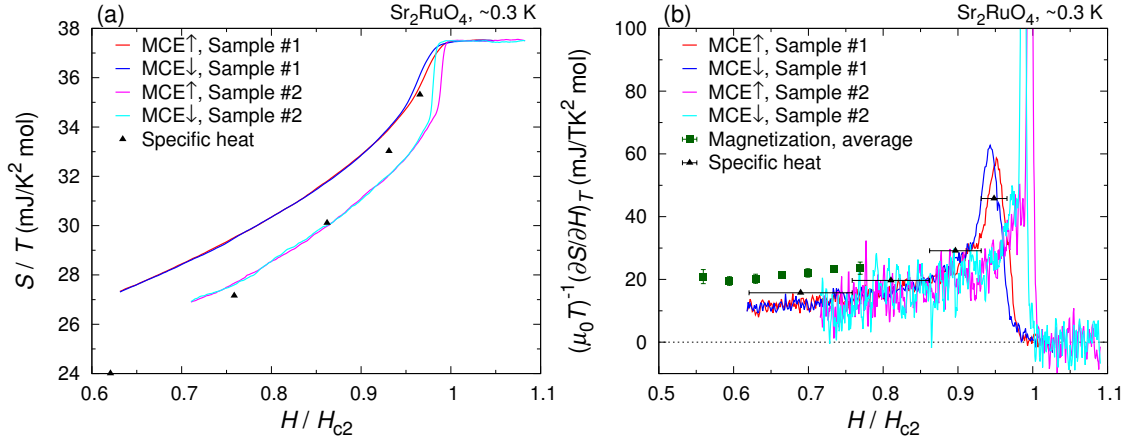 (a)
Sr2RuO4, ~0.3 K
38
36
34
32
30
28
26
24
S / T (mJ/K2 mol)
MCE↑, Sample #1
MCE↓, Sample #1
MCE↑, Sample #2
MCE↓, Sample #2
Specific heat
0.6 0.7 0.8 0.9 1 1.1
H / Hc2
(b)
Sr2RuO4, ~0.3 K
100
80
60
40
20
0
(μ0T)-1 (∂S/∂H)T (mJ/TK2 mol)
MCE↑, Sample #1
MCE↓, Sample #1
MCE↑, Sample #2
MCE↓, Sample #2
Magnetization, average
Specific heat
0.5 0.6 0.7 0.8 0.9 1 1.1
H / Hc2